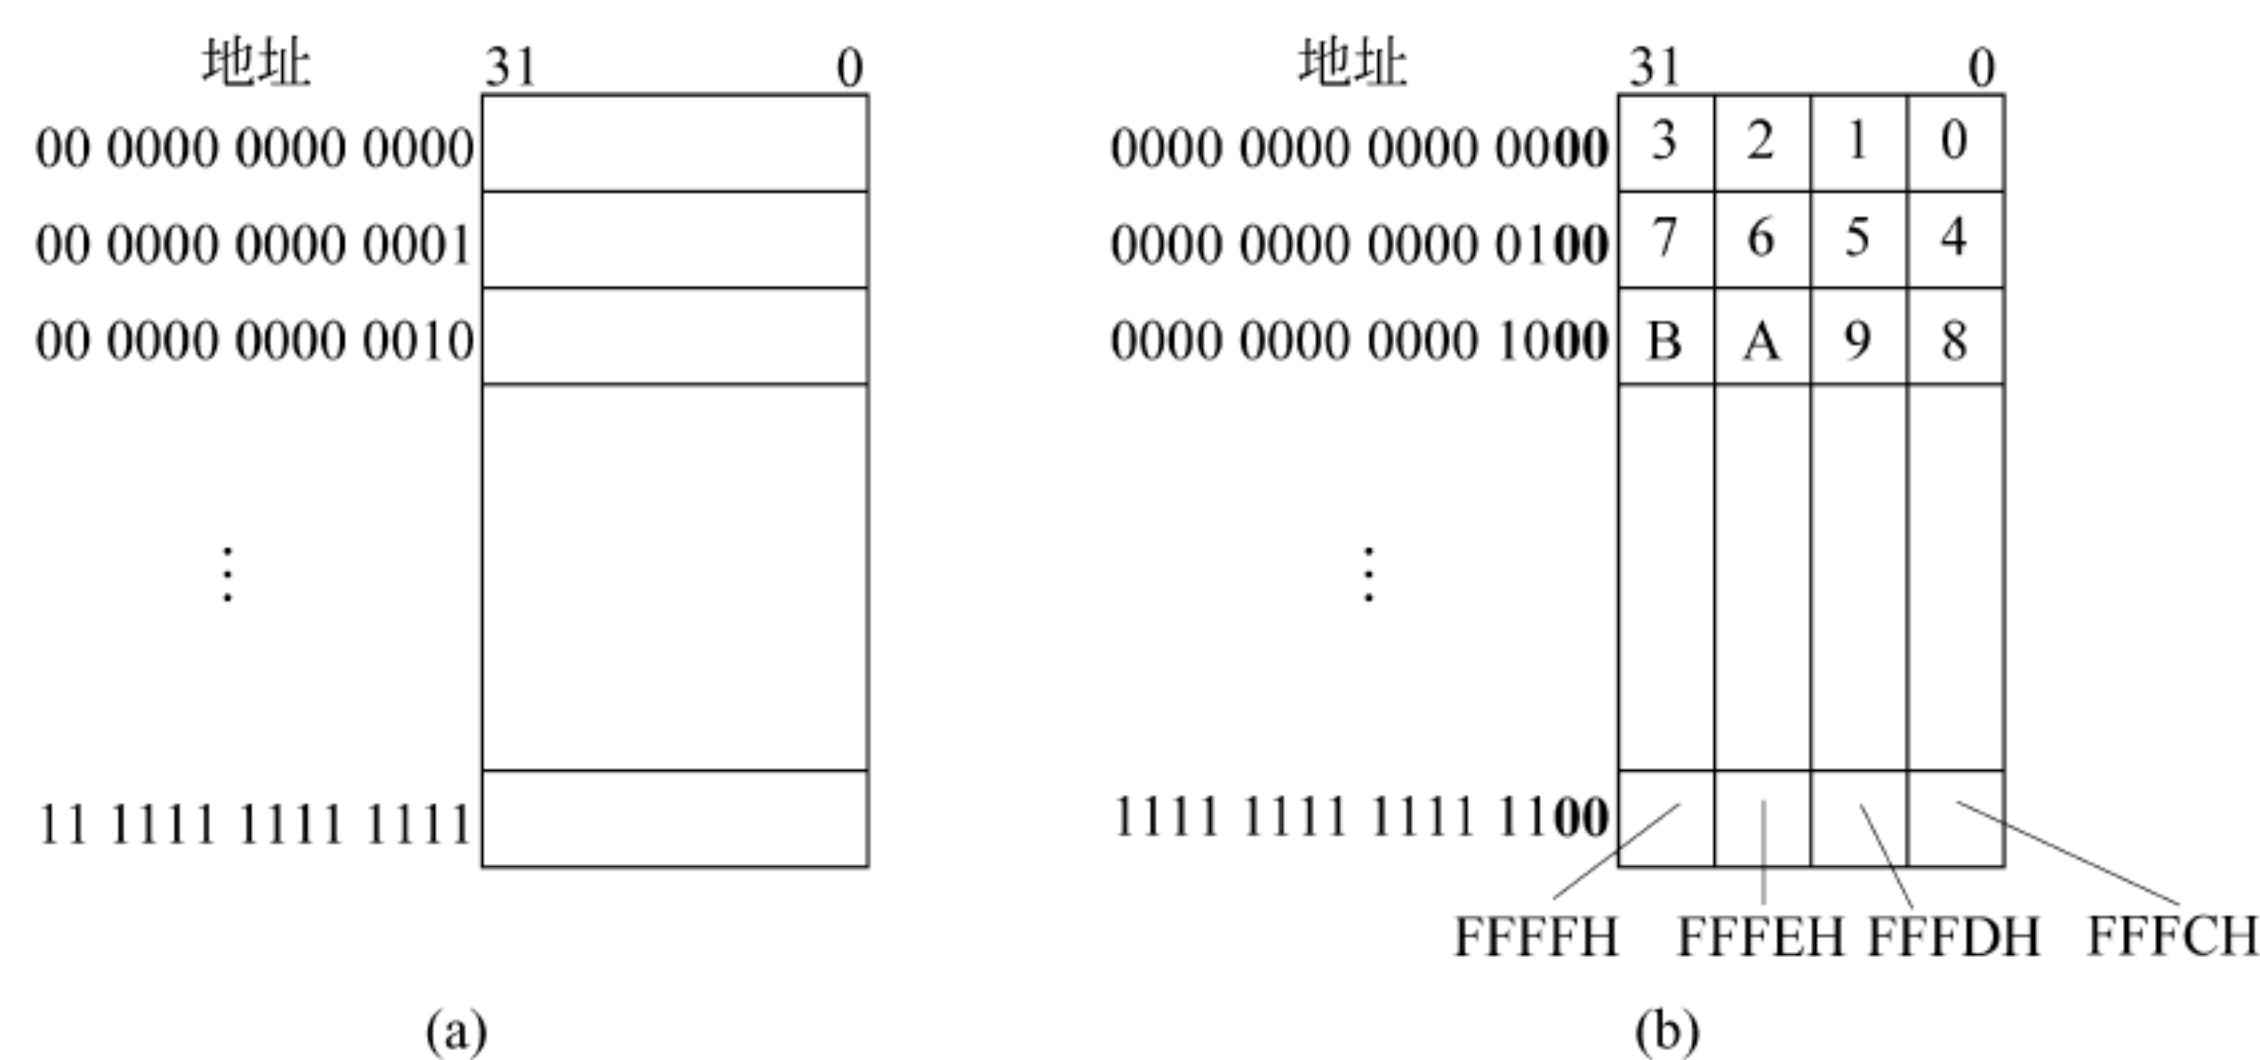 地址 31 0
00 0000 0000 0000
00 0000 0000 0001
00 0000 0000 0010
⋮
11 1111 1111 1111
(a)
地址 31 0
0000 0000 0000 0000 3 2 1 0
0000 0000 0000 0100 7 6 5 4
0000 0000 0000 1000 B A 9 8
⋮
1111 1111 1111 1100
FFFFH FFFEH FFFDH FFFCH
(b)